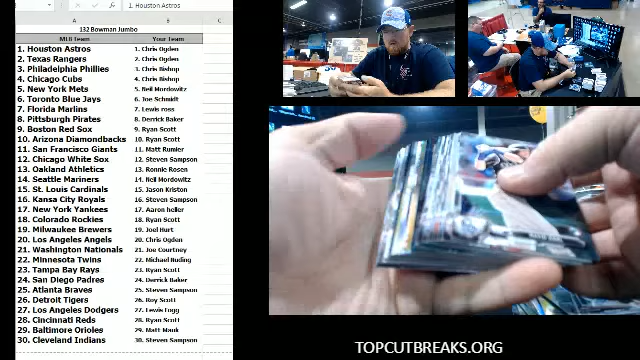 1. Houston Astros
A B C
132 Bowman Jumbo
MLB Team Your Team
1. Houston Astros 1. Chris Ogden
2. Texas Rangers 2. Chris Ogden
3. Philadelphia Phillies 3. Chris Bishop
4. Chicago Cubs 4. Chris Bishop
5. New York Mets 5. Neil Mordowitz
6. Toronto Blue Jays 6. Joe Schmidt
7. Florida Marlins 7. Lewis ross
8. Pittsburgh Pirates 8. Derrick Baker
9. Boston Red Sox 9. Ryan Scott
10. Arizona Diamondbacks 10. Ryan Scott
11. San Francisco Giants 11. Matt Rumler
12. Chicago White Sox 12. Steven Sampson
13. Oakland Athletics 13. Ronnie Rosen
14. Seattle Mariners 14. Neil Mordowitz
15. St. Louis Cardinals 15. Jason Kriston
16. Kansas City Royals 16. Steven Sampson
17. New York Yankees 17. Aaron heller
18. Colorado Rockies 18. Ryan Scott
19. Milwaukee Brewers 19. Joel Hurt
20. Los Angeles Angels 20. Chris Ogden
21. Washington Nationals 21. Joe Courtney
22. Minnesota Twins 22. Michael Ruding
23. Tampa Bay Rays 23. Ryan Scott
24. San Diego Padres 24. Derrick Baker
25. Atlanta Braves 25. Steven Sampson
26. Detroit Tigers 26. Roy Scott
27. Los Angeles Dodgers 27. Lewis Fogg
28. Cincinnati Reds 28. Ryan Scott
29. Baltimore Orioles 29. Matt Mauk
30. Cleveland Indians 30. Steven Sampson
TOPCUTBREAKS.ORG